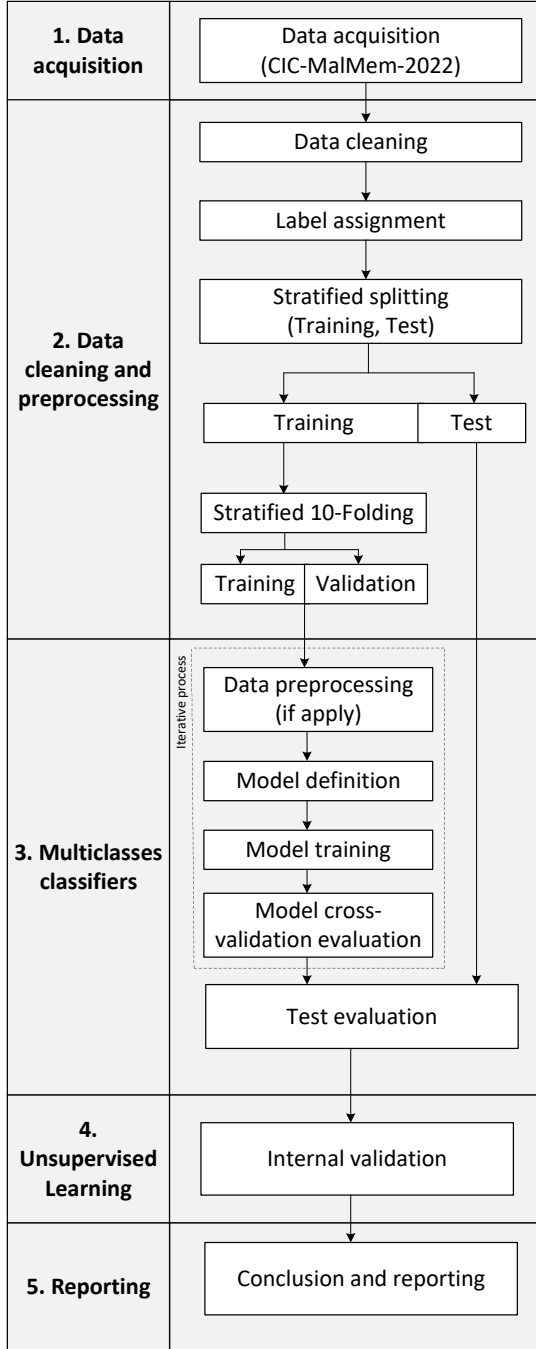 1. Data
acquisition
Data acquisition
(CIC-MalMem-2022)
2. Data
cleaning and
preprocessing
Data cleaning
Label assignment
Stratified splitting
(Training, Test)
Training
Test
Stratified 10-Folding
Training
Validation
3. Multiclasses
classifiers
Iterative process
Data preprocessing
(if apply)
Model definition
Model training
Model cross-
validation evaluation
Test evaluation
4.
Unsupervised
Learning
Internal validation
5. Reporting
Conclusion and reporting